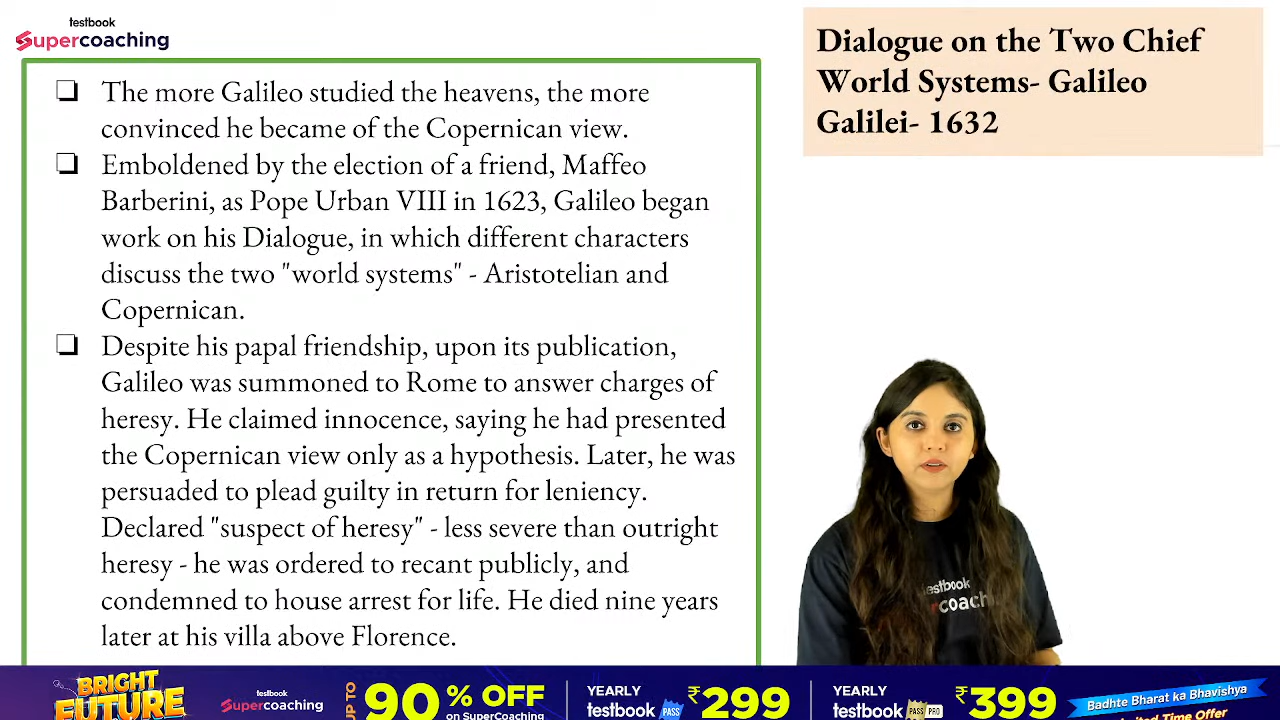 testbook
Supercoaching
Dialogue on the Two Chief
World Systems- Galileo
Galilei- 1632
❏ The more Galileo studied the heavens, the more
convinced he became of the Copernican view.
❏ Emboldened by the election of a friend, Maffeo
Barberini, as Pope Urban VIII in 1623, Galileo began
work on his Dialogue, in which different characters
discuss the two "world systems" - Aristotelian and
Copernican.
❏ Despite his papal friendship, upon its publication,
Galileo was summoned to Rome to answer charges of
heresy. He claimed innocence, saying he had presented
the Copernican view only as a hypothesis. Later, he was
persuaded to plead guilty in return for leniency.
Declared "suspect of heresy" - less severe than outright
heresy - he was ordered to recant publicly, and
condemned to house arrest for life. He died nine years
later at his villa above Florence.
testbook
coach
BRIGHT
FUTURE
testbook
Supercoaching
UPTO
90 % OFF
on SuperCoaching
YEARLY
testbook PASS
₹299
YEARLY
testbook PASS PRO
₹399
Badhte Bharat ka Bhavishya
Time Offer